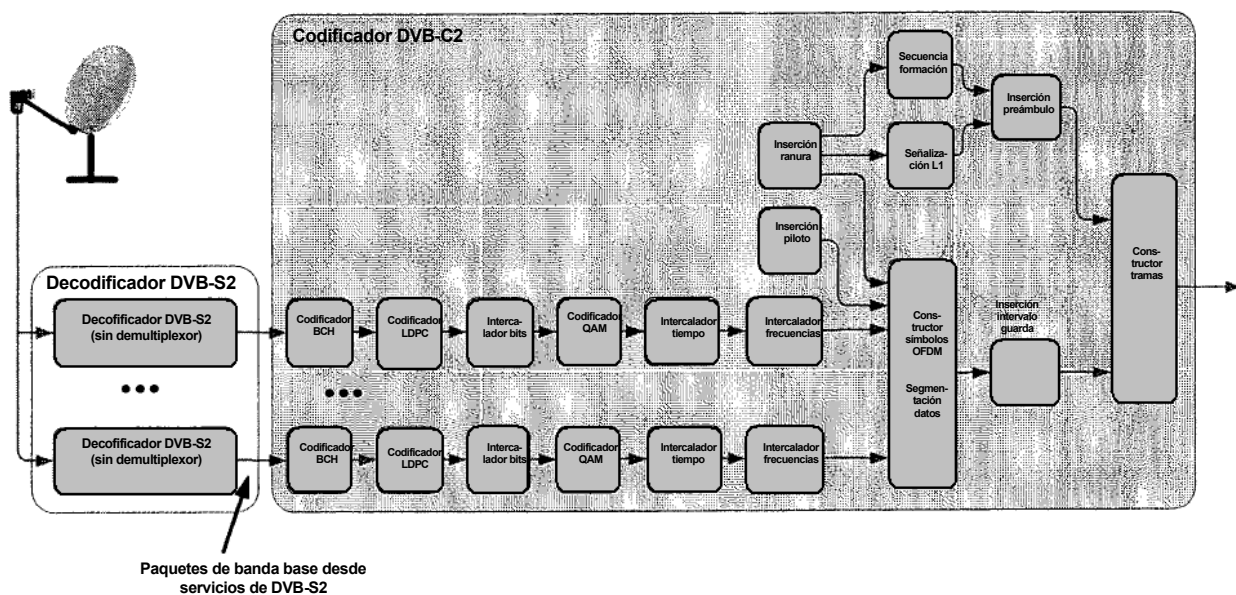 Codificador DVB-C2
Secuencia
formación
Inserción
preámbulo
Inserción
ranura
Señaliza-
ción L1
Inserción
piloto
Cons-
tructor
tramas
Decodificador DVB-S2
Decofificador DVB-S2
(sin demultiplexor)
Codificador
BCH
Codificador
LDPC
Interca-
lador bits
Codificador
QAM
Intercalador
tiempo
Intercalador
frecuencias
Cons-
tructor
símbolos
OFDM
Segmen-
tación
datos
Inserción
intervalo
guarda
Decofificador DVB-S2
(sin demultiplexor)
Codificador
BCH
Codificador
LDPC
Interca-
lador bits
Codificador
QAM
Intercalador
tiempo
Intercalador
frecuencias
Paquetes de banda base desde
servicios de DVB-S2